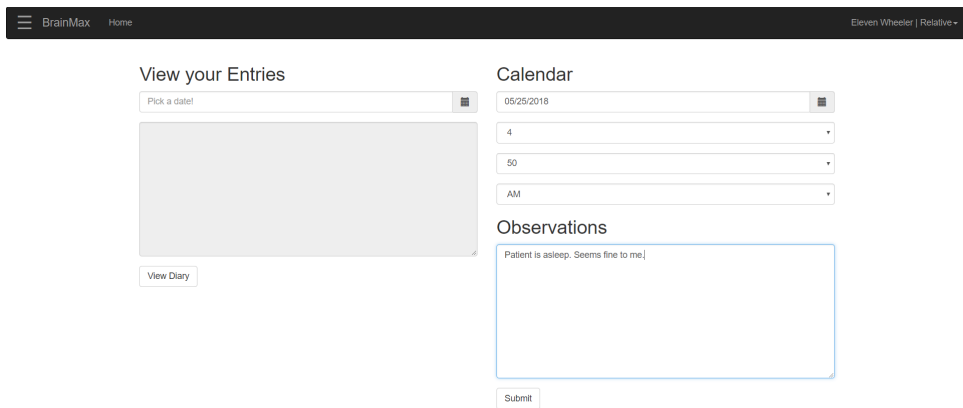 BrainMax Home Eleven Wheeler | Relative
View your Entries
Pick a date!
View Diary
Calendar
05/25/2018
4
50
AM
Observations
Patient is asleep. Seems fine to me.
Submit